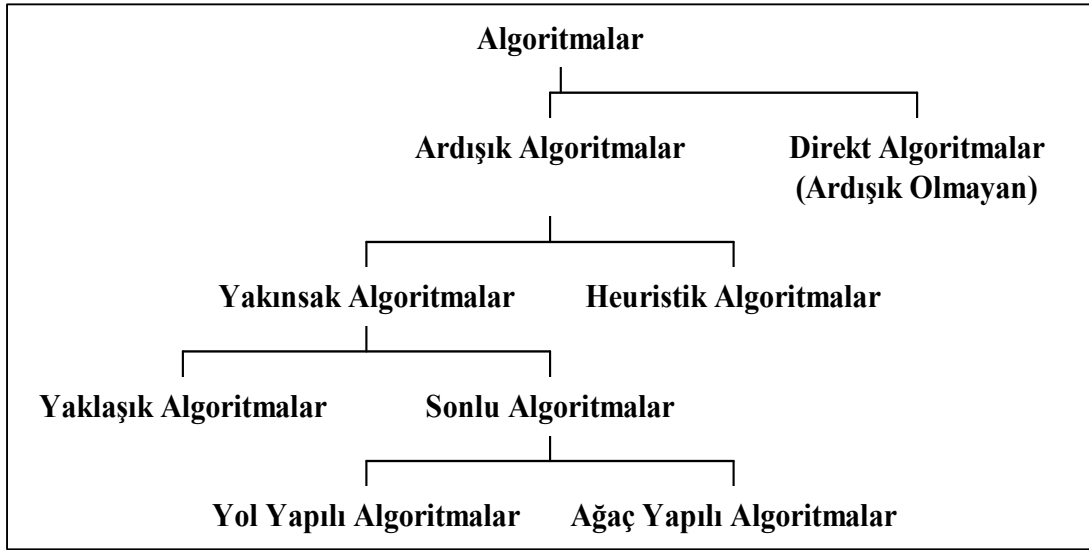 Algoritmalar
Ardışık Algoritmalar
Direkt Algoritmalar
(Ardışık Olmayan)
Yakınsak Algoritmalar
Heuristik Algoritmalar
Yaklaşık Algoritmalar
Sonlu Algoritmalar
Yol Yapılı Algoritmalar
Ağaç Yapılı Algoritmalar